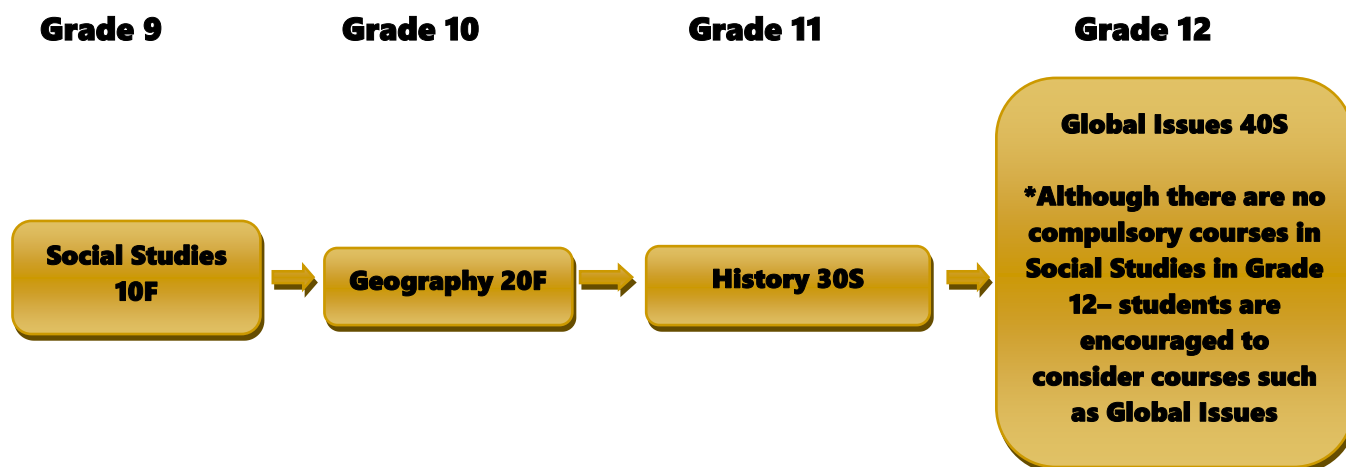 Grade 9 Grade 10 Grade 11 Grade 12
Social Studies
10F
Geography 20F
History 30S
Global Issues 40S
*Although there are no
compulsory courses in
Social Studies in Grade
12– students are
encouraged to
consider courses such
as Global Issues